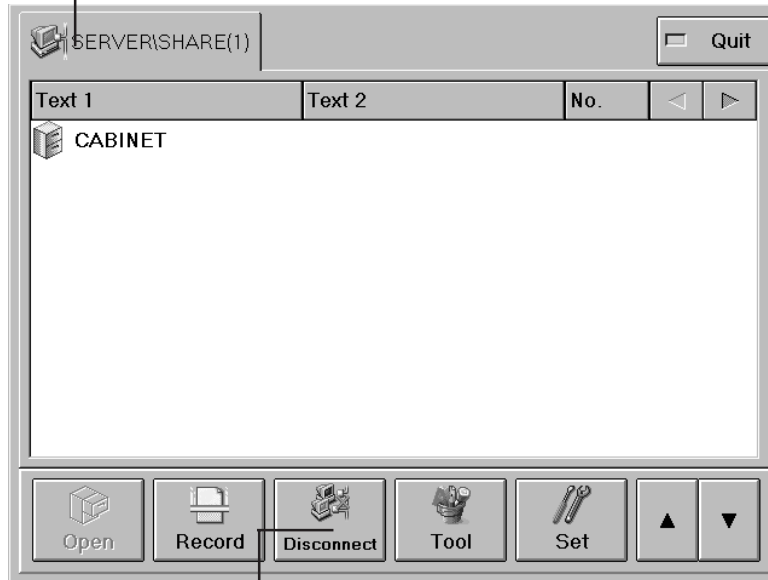 SERVER\SHARE(1)
Quit
Text 1 Text 2 No.
CABINET
Open Record Disconnect Tool Set